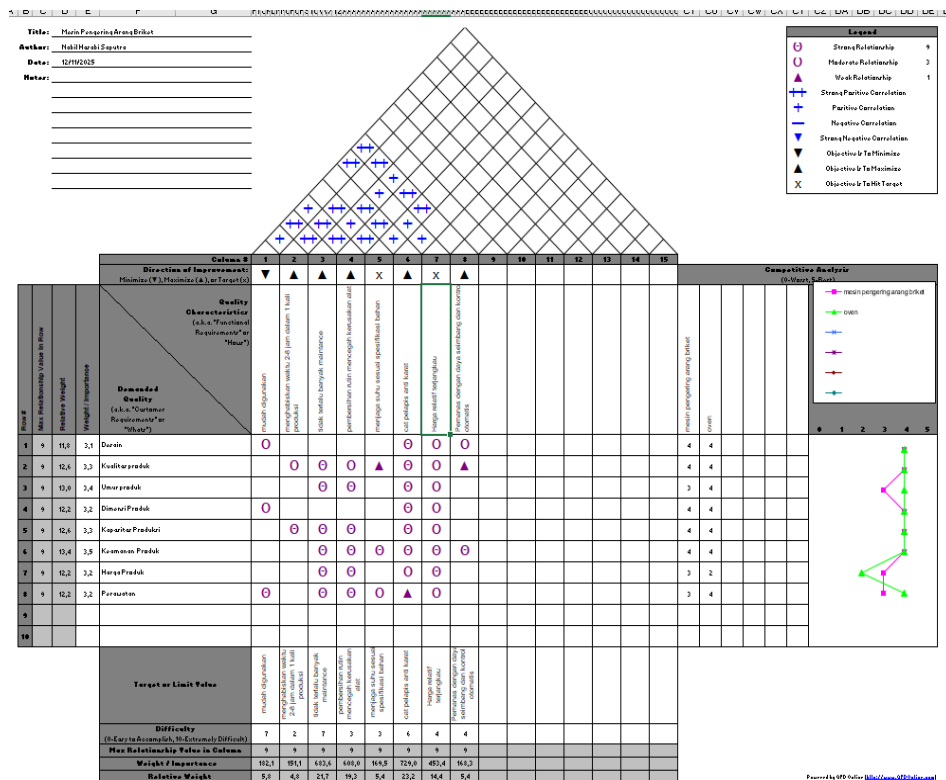 Title: Mesin Pengering Arang Briket
Author: Nabil Harabi Saputra
Date: 12/11/2025
Notes:
Legend
Strong Relationship 9
Moderate Relationship 3
Weak Relationship 1
Strong Positive Correlation
Positive Correlation
Negative Correlation
Strong Negative Correlation
Objective Is To Minimize
Objective Is To Maximize
X Objective Is To Hit Target
Column # 1 2 3 4 5 6 7 8 9 10 11 12 13 14 15
Direction of Improvement:
Minimize (▼), Maximize (▲), or Target (x)
▼ ▲ ▲ ▲ x ▲ x ▲
Competitive Analysis
(0=Worst, 5=Best)
Row #
Max Relationship Value in Row
Relative Weight
Weight / Importance
Quality
Characteristics
(a.k.a. "Functional
Requirements" or
"Hows")
Demanded
Quality
(a.k.a. "Customer
Requirements" or
"Whats")
mudah digunakan
menghabiskan waktu 2-6 jam dalam 1 kali produksi
tidak terlalu banyak maintance
pembersihan rutin mencegah kerusakan alat
menjaga suhu sesuai spesifikasi bahan
cat pelapis anti karat
Harga relatif terjangkau
Pemanas dengan daya seimbang dan kontrol otomatis
mesin pengering arang briket
oven
mesin pengering arang briket
oven
0 1 2 3 4 5
1 9 11,8 3,1 Desain 4 4
2 9 12,6 3,3 Kualitas produk 4 4
3 9 13,0 3,4 Umur produk 3 4
4 9 12,2 3,2 Dimensi Produk 4 4
5 9 12,6 3,3 Kapasitas Produksi 4 4
6 9 13,4 3,5 Keamanan Produk 4 4
7 9 12,2 3,2 Harga Produk 3 2
8 9 12,2 3,2 Perawatan 3 4
9
10
Target or Limit Value
mudah digunakan
menghabiskan waktu 2-6 jam dalam 1 kali produksi
tidak terlalu banyak maintance
pembersihan rutin mencegah kerusakan alat
menjaga suhu sesuai spesifikasi bahan
cat pelapis anti karat
Harga relatif terjangkau
Pemanas dengan daya seimbang dan kontrol otomatis
Difficulty
(0=Easy to Accomplish, 10=Extremely Difficult)
7 2 7 3 3 6 4 4
Max Relationship Value in Column 9 9 9 9 9 9 9 9
Weight / Importance 182,1 151,1 683,6 608,0 169,5 729,0 453,4 168,3
Relative Weight 5,8 4,8 21,7 19,3 5,4 23,2 14,4 5,4
Powered by QFD Online (http://www.QFDOnline.com)